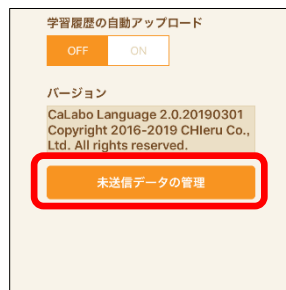 学習履歴の自動アップロード
OFF ON
バージョン
CaLabo Language 2.0.20190301
Copyright 2016-2019 CHIeru Co.,
Ltd. All rights reserved.
未送信データの管理